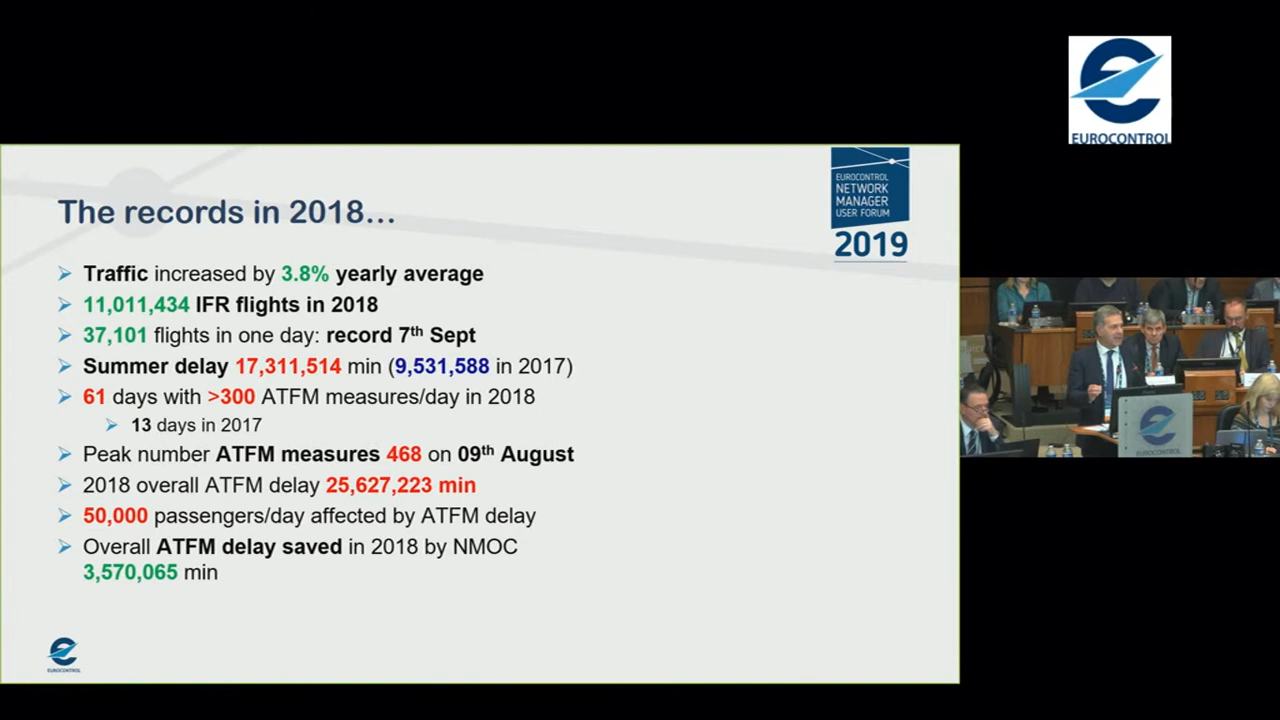 EUROCONTROL
EUROCONTROL
NETWORK
MANAGER
USER FORUM
2019
The records in 2018…
Traffic increased by 3.8% yearly average
11,011,434 IFR flights in 2018
37,101 flights in one day: record 7th Sept
Summer delay 17,311,514 min (9,531,588 in 2017)
61 days with >300 ATFM measures/day in 2018
13 days in 2017
Peak number ATFM measures 468 on 09th August
2018 overall ATFM delay 25,627,223 min
50,000 passengers/day affected by ATFM delay
Overall ATFM delay saved in 2018 by NMOC
3,570,065 min
EUROCONTROL
EUROCONTROL